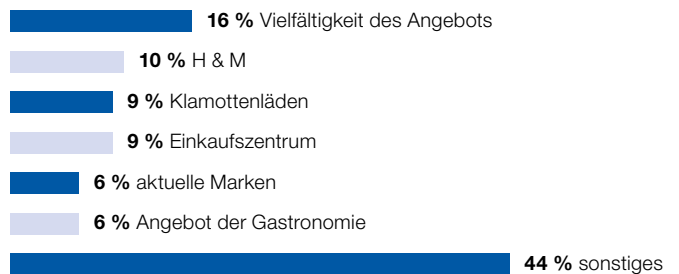 16 % Vielfältigkeit des Angebots
10 % H & M
9 % Klamottenläden
9 % Einkaufszentrum
6 % aktuelle Marken
6 % Angebot der Gastronomie
44 % sonstiges